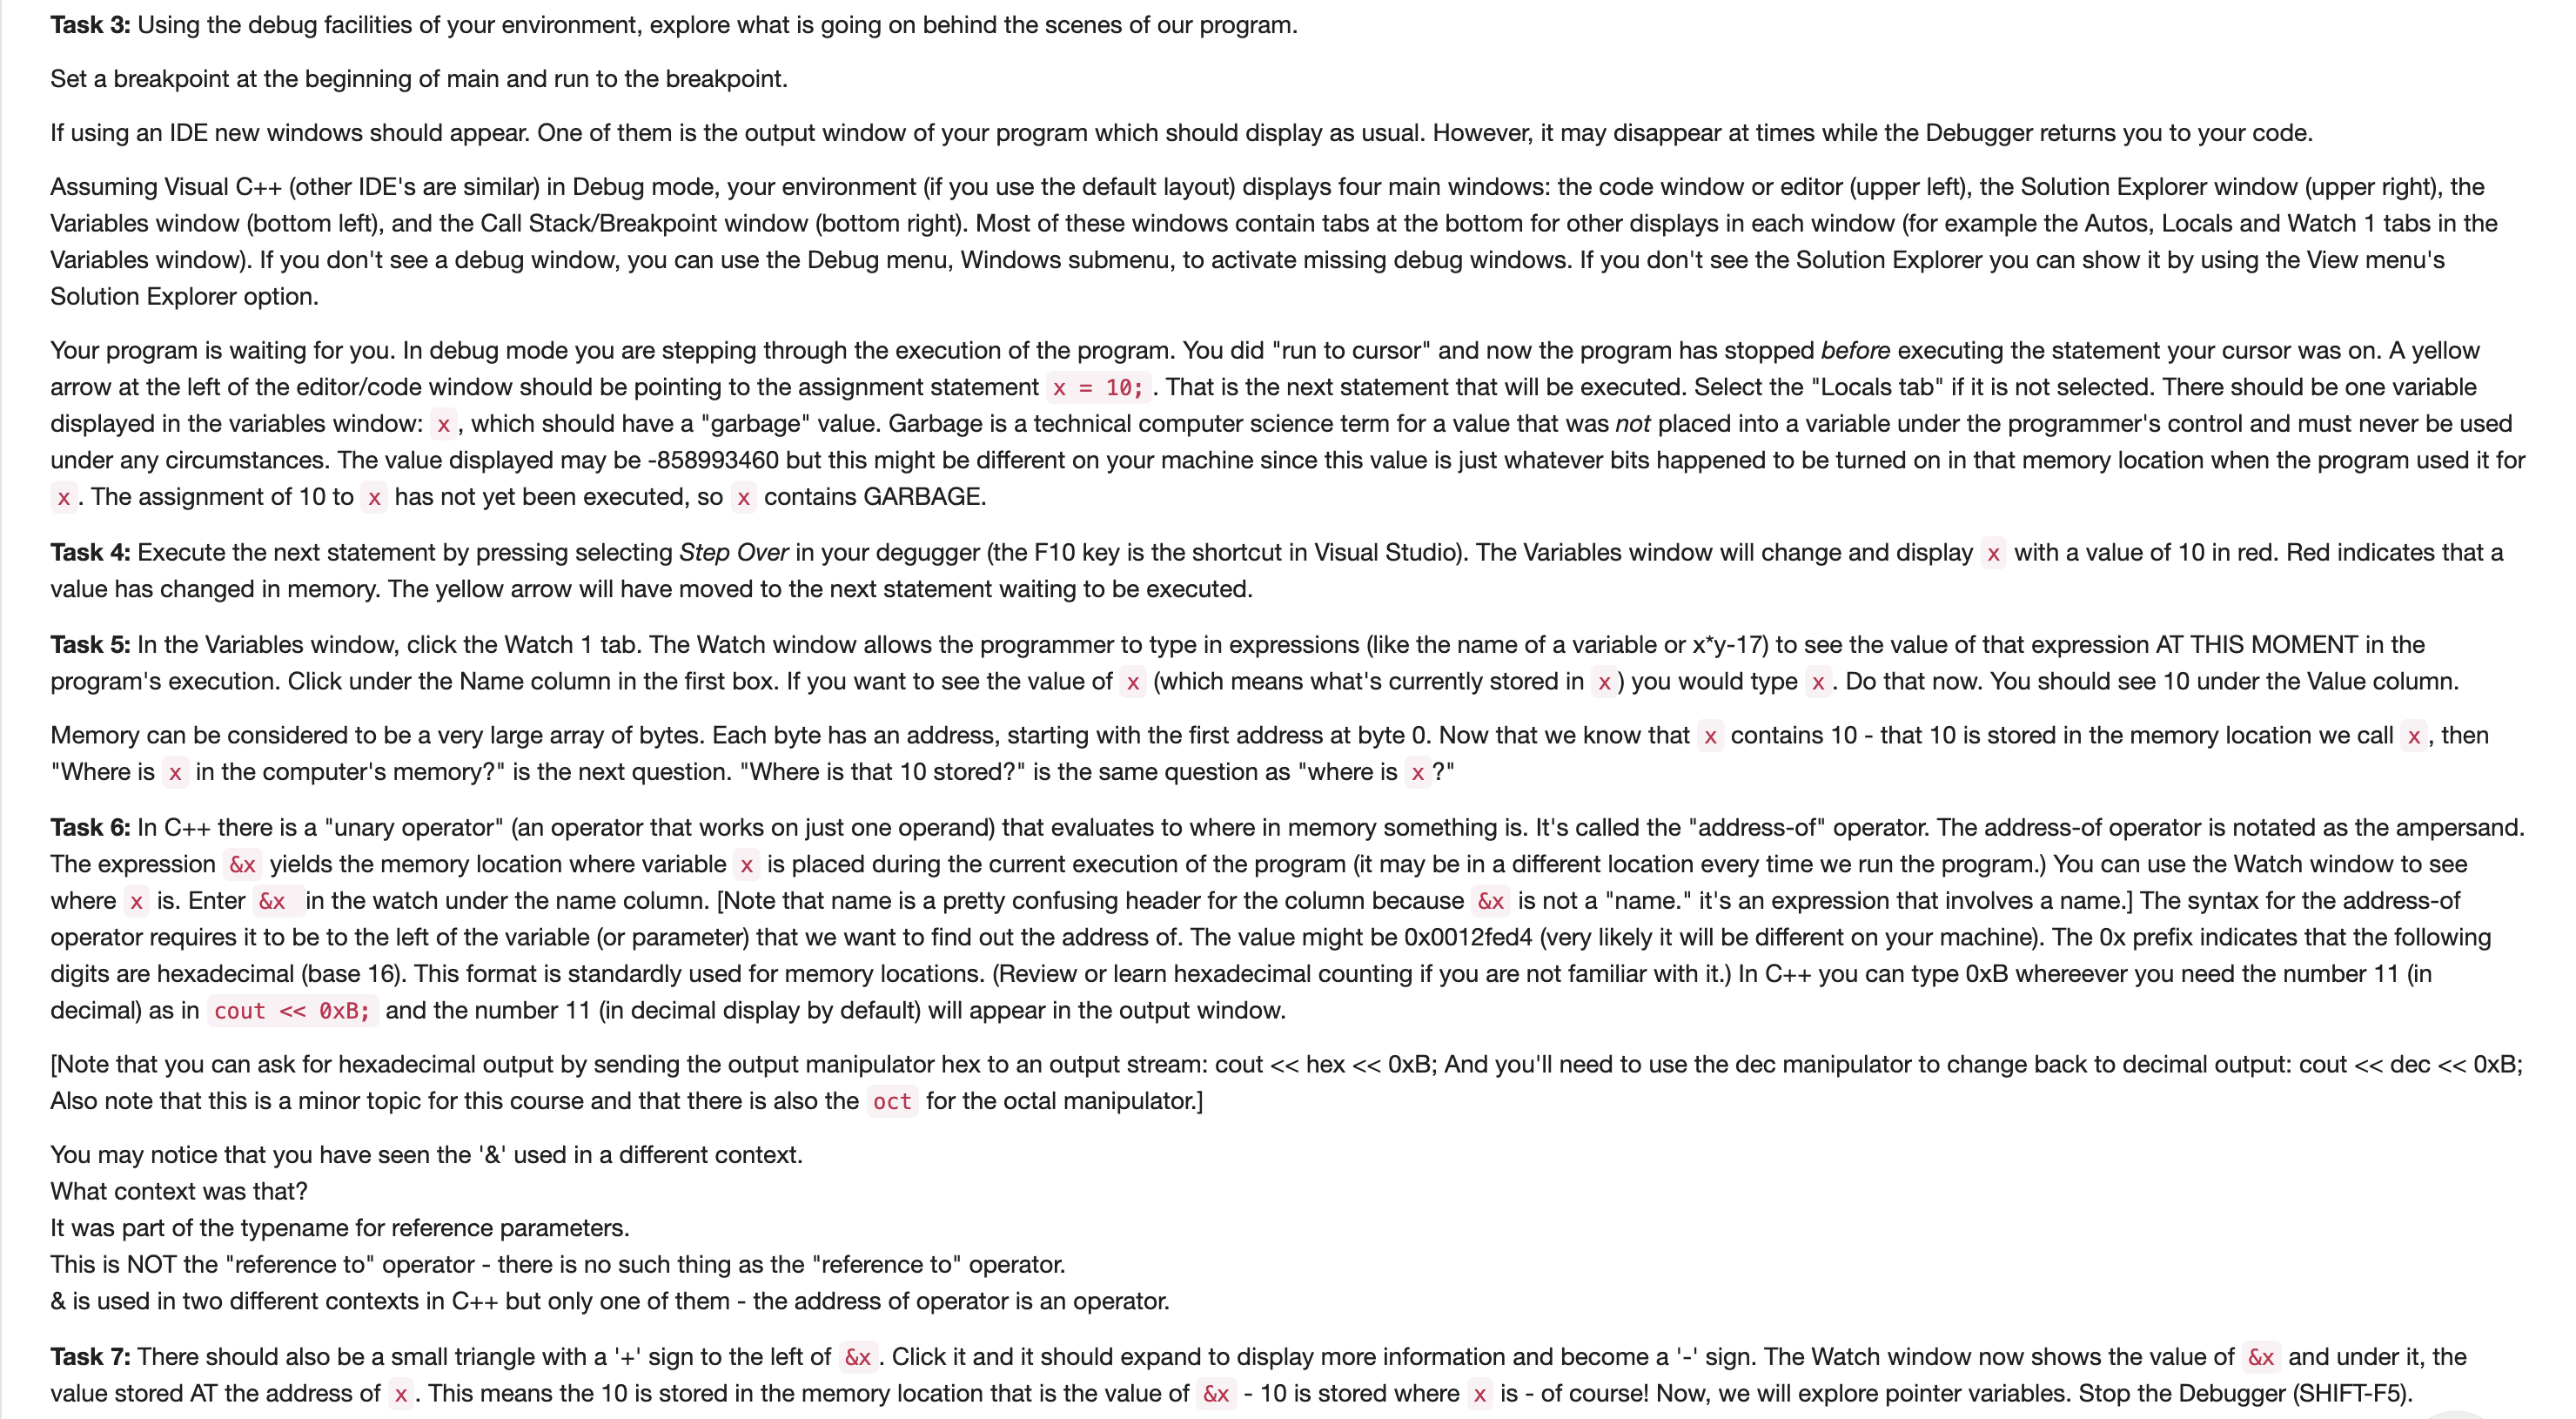 Task 3: Using the debug facilities of your environment, explore what is going on behind the scenes of our program.
Set a breakpoint at the beginning of main and run to the breakpoint.
If using an IDE new windows should appear. One of them is the output window of your program which should display as usual. However, it may disappear at times while the Debugger returns you to your code.
Assuming Visual C++ (other IDE's are similar) in Debug mode, your environment (if you use the default layout) displays four main windows: the code window or editor (upper left), the Solution Explorer window (upper right), the
Variables window (bottom left), and the Call Stack/Breakpoint window (bottom right). Most of these windows contain tabs at the bottom for other displays in each window (for example the Autos, Locals and Watch 1 tabs in the
Variables window). If you don't see a debug window, you can use the Debug menu, Windows submenu, to activate missing debug windows. If you don't see the Solution Explorer you can show it by using the View menu's
Solution Explorer option.
Your program is waiting for you. In debug mode you are stepping through the execution of the program. You did "run to cursor" and now the program has stopped before executing the statement your cursor was on. A yellow
arrow at the left of the editor/code window should be pointing to the assignment statement x = 10; . That is the next statement that will be executed. Select the "Locals tab" if it is not selected. There should be one variable
displayed in the variables window: x , which should have a "garbage" value. Garbage is a technical computer science term for a value that was not placed into a variable under the programmer's control and must never be used
under any circumstances. The value displayed may be -858993460 but this might be different on your machine since this value is just whatever bits happened to be turned on in that memory location when the program used it for
x . The assignment of 10 to x has not yet been executed, so x contains GARBAGE.
Task 4: Execute the next statement by pressing selecting Step Over in your degugger (the F10 key is the shortcut in Visual Studio). The Variables window will change and display x with a value of 10 in red. Red indicates that a
value has changed in memory. The yellow arrow will have moved to the next statement waiting to be executed.
Task 5: In the Variables window, click the Watch 1 tab. The Watch window allows the programmer to type in expressions (like the name of a variable or x*y-17) to see the value of that expression AT THIS MOMENT in the
program's execution. Click under the Name column in the first box. If you want to see the value of x (which means what's currently stored in x ) you would type x . Do that now. You should see 10 under the Value column.
Memory can be considered to be a very large array of bytes. Each byte has an address, starting with the first address at byte 0. Now that we know that x contains 10 - that 10 is stored in the memory location we call x , then
"Where is x in the computer's memory?" is the next question. "Where is that 10 stored?" is the same question as "where is x ?"
Task 6: In C++ there is a "unary operator" (an operator that works on just one operand) that evaluates to where in memory something is. It's called the "address-of" operator. The address-of operator is notated as the ampersand.
The expression &x yields the memory location where variable x is placed during the current execution of the program (it may be in a different location every time we run the program.) You can use the Watch window to see
where x is. Enter &x in the watch under the name column. [Note that name is a pretty confusing header for the column because &x is not a "name." it's an expression that involves a name.] The syntax for the address-of
operator requires it to be to the left of the variable (or parameter) that we want to find out the address of. The value might be 0x0012fed4 (very likely it will be different on your machine). The 0x prefix indicates that the following
digits are hexadecimal (base 16). This format is standardly used for memory locations. (Review or learn hexadecimal counting if you are not familiar with it.) In C++ you can type 0xB whereever you need the number 11 (in
decimal) as in cout << 0xB; and the number 11 (in decimal display by default) will appear in the output window.
[Note that you can ask for hexadecimal output by sending the output manipulator hex to an output stream: cout << hex << 0xB; And you'll need to use the dec manipulator to change back to decimal output: cout << dec << 0xB;
Also note that this is a minor topic for this course and that there is also the oct for the octal manipulator.]
You may notice that you have seen the '&' used in a different context.
What context was that?
It was part of the typename for reference parameters.
This is NOT the "reference to" operator - there is no such thing as the "reference to" operator.
& is used in two different contexts in C++ but only one of them - the address of operator is an operator.
Task 7: There should also be a small triangle with a '+' sign to the left of &x . Click it and it should expand to display more information and become a '-' sign. The Watch window now shows the value of &x and under it, the
value stored AT the address of x . This means the 10 is stored in the memory location that is the value of &x - 10 is stored where x is - of course! Now, we will explore pointer variables. Stop the Debugger (SHIFT-F5).